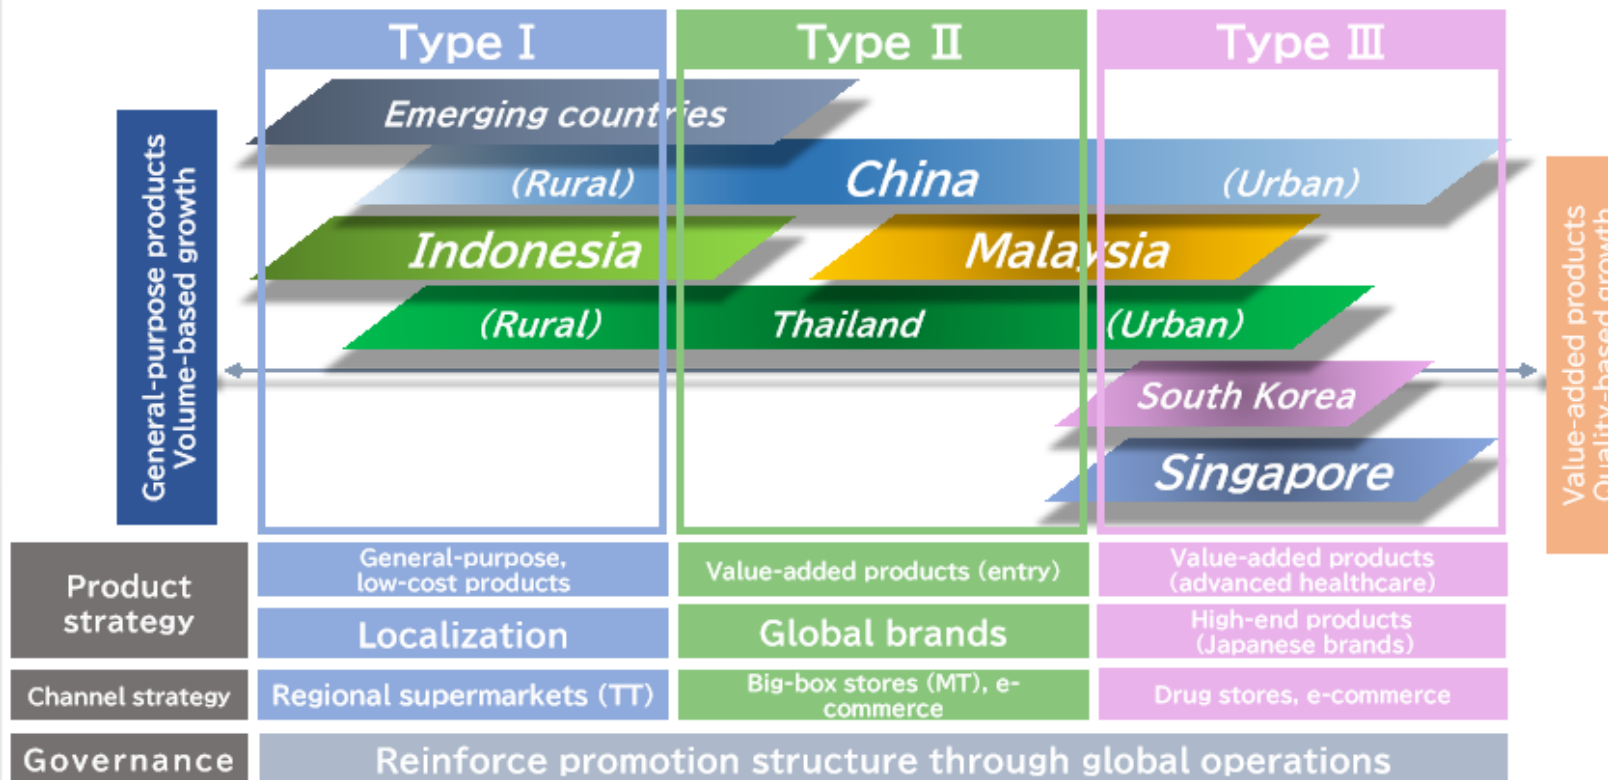 Type Ⅰ
Type Ⅱ
Type Ⅲ
General-purpose products
Volume-based growth
Emerging countries
(Rural)
China
(Urban)
Indonesia
Malaysia
(Rural)
Thailand
(Urban)
South Korea
Singapore
Value-added products
Quality-based growth
Product
strategy
General-purpose,
low-cost products
Value-added products (entry)
Value-added products
(advanced healthcare)
Localization
Global brands
High-end products
(Japanese brands)
Channel strategy
Regional supermarkets (TT)
Big-box stores (MT), e-
commerce
Drug stores, e-commerce
Governance
Reinforce promotion structure through global operations